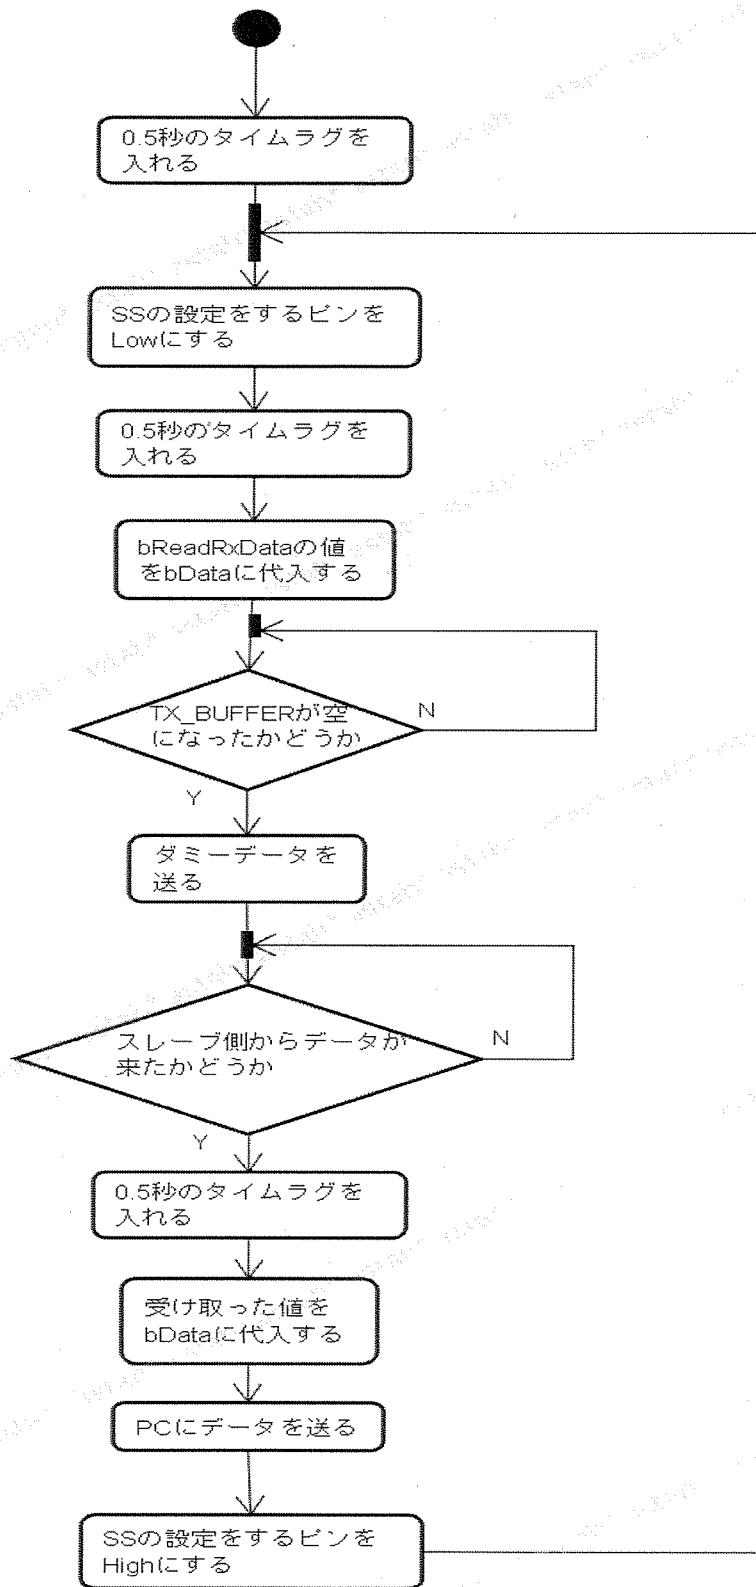 0.5秒のタイムラグを
入れる
SSの設定をするピンを
Lowにする
0.5秒のタイムラグを
入れる
bReadRxDataの値
をbDataに代入する
TX_BUFFERが空
になったかどうか
N
Y
ダミーデータを
送る
スレーブ側からデータが
来たかどうか
N
Y
0.5秒のタイムラグを
入れる
受け取った値を
bDataに代入する
PCにデータを送る
SSの設定をするピンを
Highにする